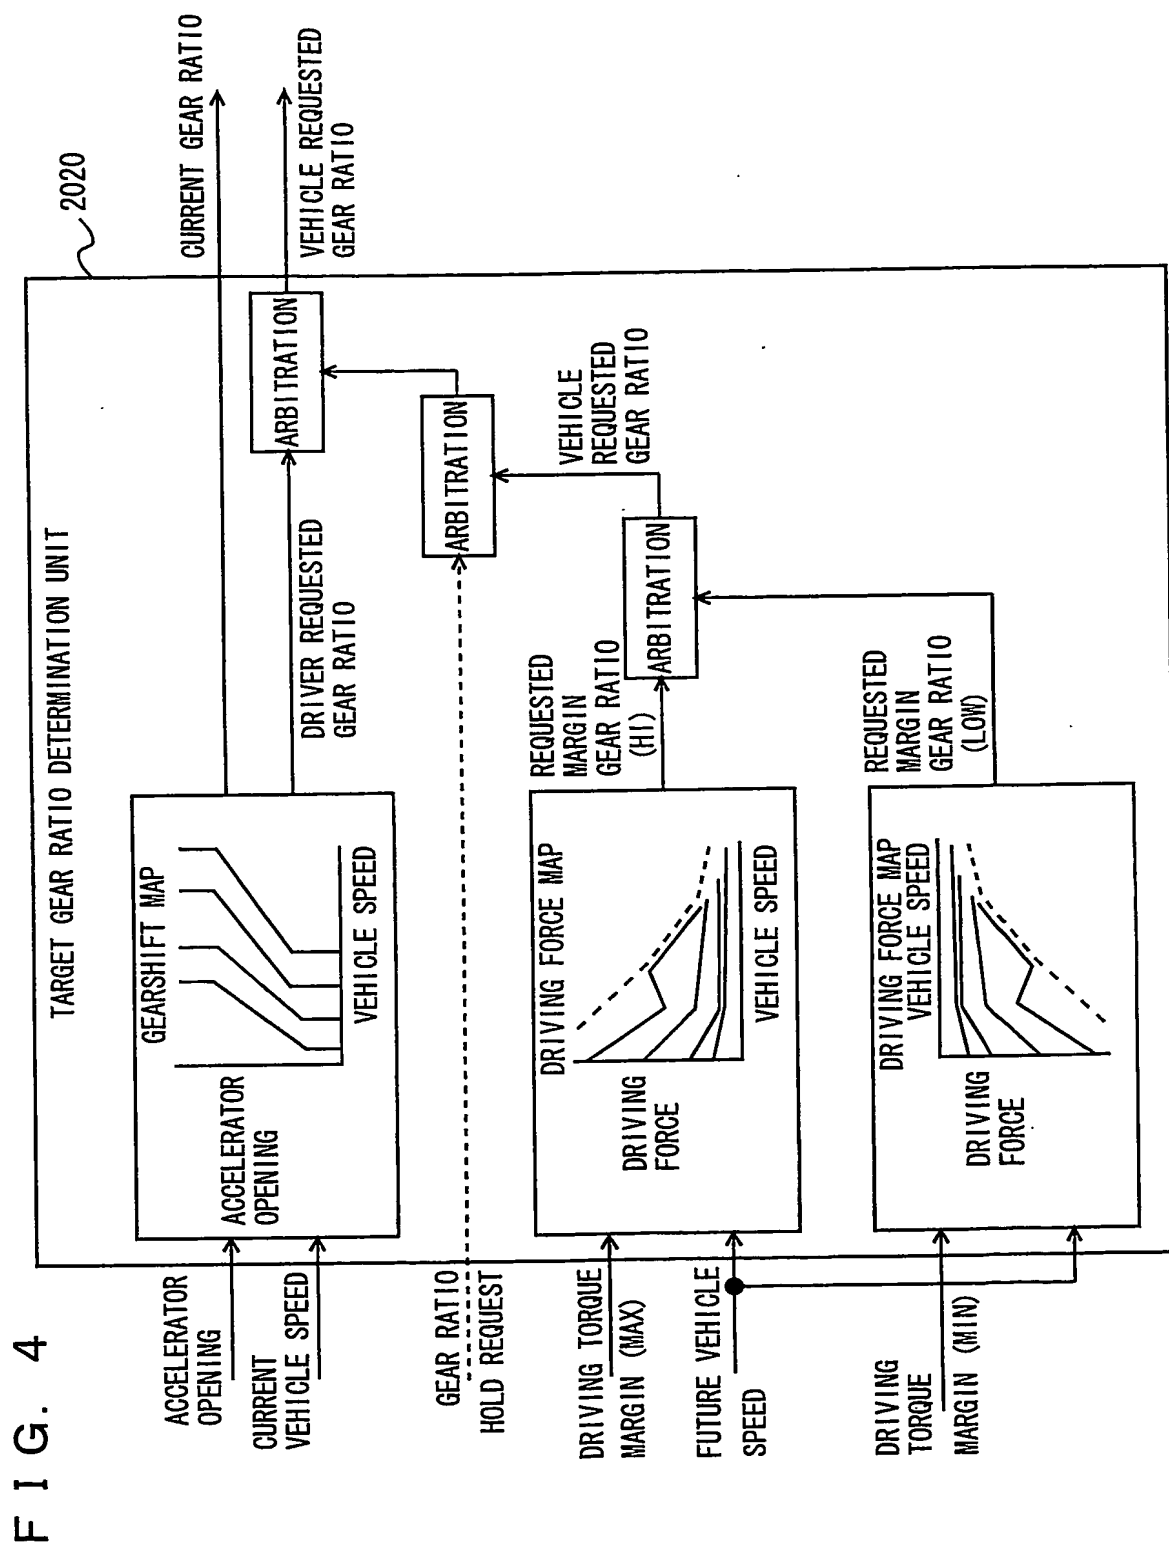 FIG. 4
TARGET GEAR RATIO DETERMINATION UNIT
2020
ACCELERATOR
OPENING
CURRENT
VEHICLE SPEED
GEARSHIFT MAP
ACCELERATOR
OPENING
VEHICLE SPEED
CURRENT GEAR RATIO
DRIVER REQUESTED
GEAR RATIO
ARBITRATION
VEHICLE REQUESTED
GEAR RATIO
GEAR RATIO
HOLD REQUEST
ARBITRATION
VEHICLE
REQUESTED
GEAR RATIO
DRIVING TORQUE
MARGIN (MAX)
FUTURE VEHICLE
SPEED
DRIVING FORCE MAP
DRIVING
FORCE
VEHICLE SPEED
REQUESTED
MARGIN
GEAR RATIO
(HI)
ARBITRATION
DRIVING
TORQUE
MARGIN (MIN)
DRIVING FORCE MAP
VEHICLE SPEED
DRIVING
FORCE
REQUESTED
MARGIN
GEAR RATIO
(LOW)